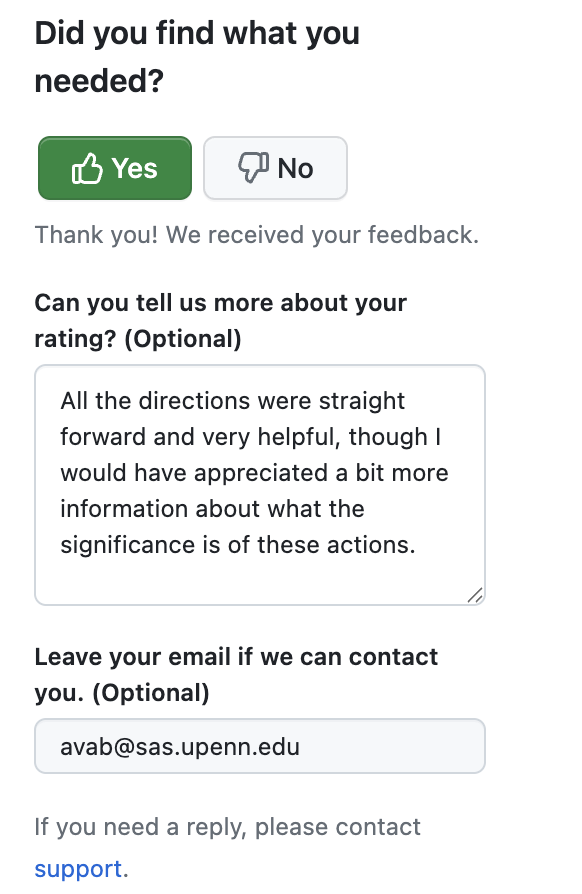 Did you find what you
needed?
Yes
No
Thank you! We received your feedback.
Can you tell us more about your
rating? (Optional)
All the directions were straight
forward and very helpful, though I
would have appreciated a bit more
information about what the
significance is of these actions.
Leave your email if we can contact
you. (Optional)
avab@sas.upenn.edu
If you need a reply, please contact
support.